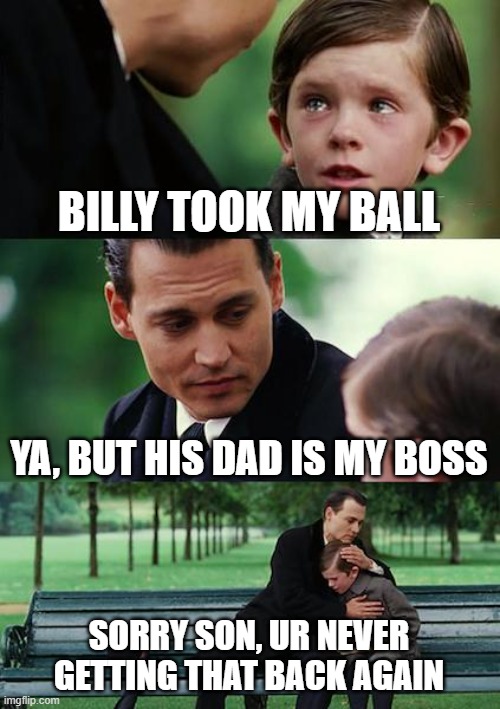 BILLY TOOK MY BALL
YA, BUT HIS DAD IS MY BOSS
SORRY SON, UR NEVER
GETTING THAT BACK AGAIN
imgflip.com